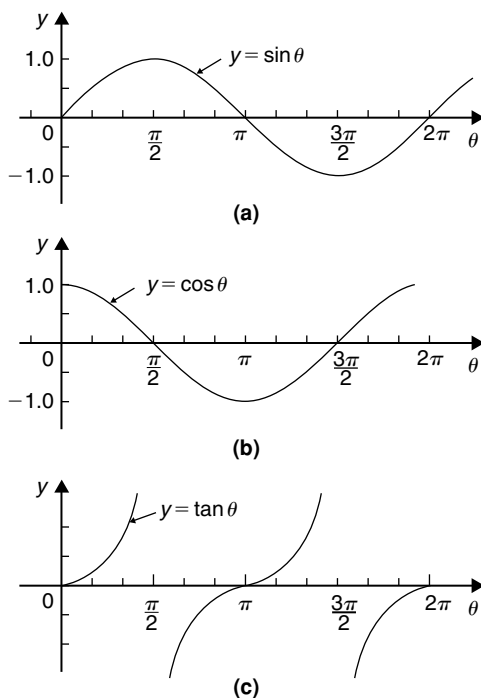 y
1.0
y = sin θ
0
π/2
π
3π/2
2π
θ
−1.0
(a)
y
1.0
y = cos θ
0
π/2
π
3π/2
2π
θ
−1.0
(b)
y
y = tan θ
0
π/2
π
3π/2
2π
θ
(c)